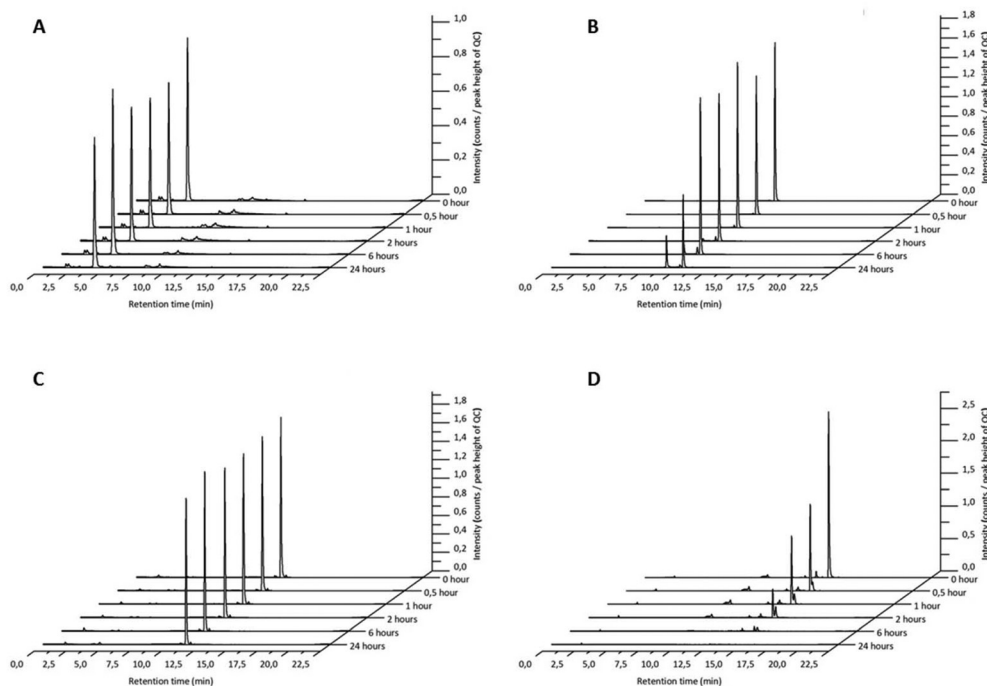 A
1,0
0,8
0,6
0,4
0,2
0,0
Intensity (counts / peak height of QC)
0 hour
0,5 hour
1 hour
2 hours
6 hours
24 hours
0,0 2,5 5,0 7,5 10,0 12,5 15,0 17,5 20,0 22,5
Retention time (min)
B
1,8
1,6
1,4
1,2
1,0
0,8
0,6
0,4
0,2
0,0
Intensity (counts / peak height of QC)
0 hour
0,5 hour
1 hour
2 hours
6 hours
24 hours
0,0 2,5 5,0 7,5 10,0 12,5 15,0 17,5 20,0 22,5
Retention time (min)
C
1,8
1,6
1,4
1,2
1,0
0,8
0,6
0,4
0,2
0,0
Intensity (counts / peak height of QC)
0 hour
0,5 hour
1 hour
2 hours
6 hours
24 hours
0,0 2,5 5,0 7,5 10,0 12,5 15,0 17,5 20,0 22,5
Retention time (min)
D
2,5
2,0
1,5
1,0
0,5
0,0
Intensity (counts / peak height of QC)
0 hour
0,5 hour
1 hour
2 hours
6 hours
24 hours
0,0 2,5 5,0 7,5 10,0 12,5 15,0 17,5 20,0 22,5
Retention time (min)